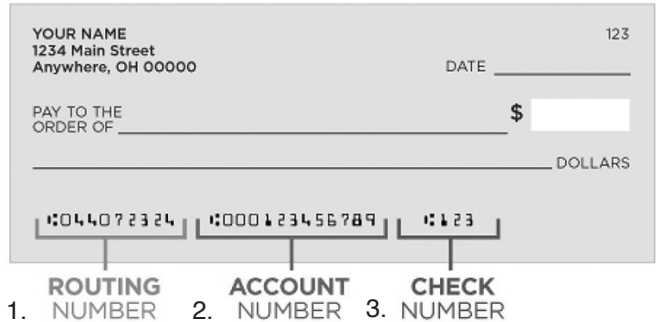 YOUR NAME 123
1234 Main Street
Anywhere, OH 00000
DATE
PAY TO THE
ORDER OF
$
DOLLARS
⑆044072324 ⑆000123456789 ⑆123
ROUTING ACCOUNT CHECK
1. NUMBER 2. NUMBER 3. NUMBER